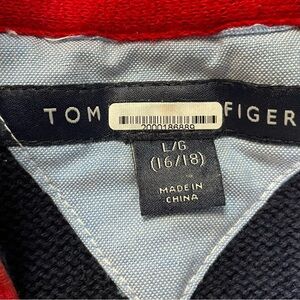 TOM FIGER
2000186889
L/G
(16/18)
MADE IN
CHINA